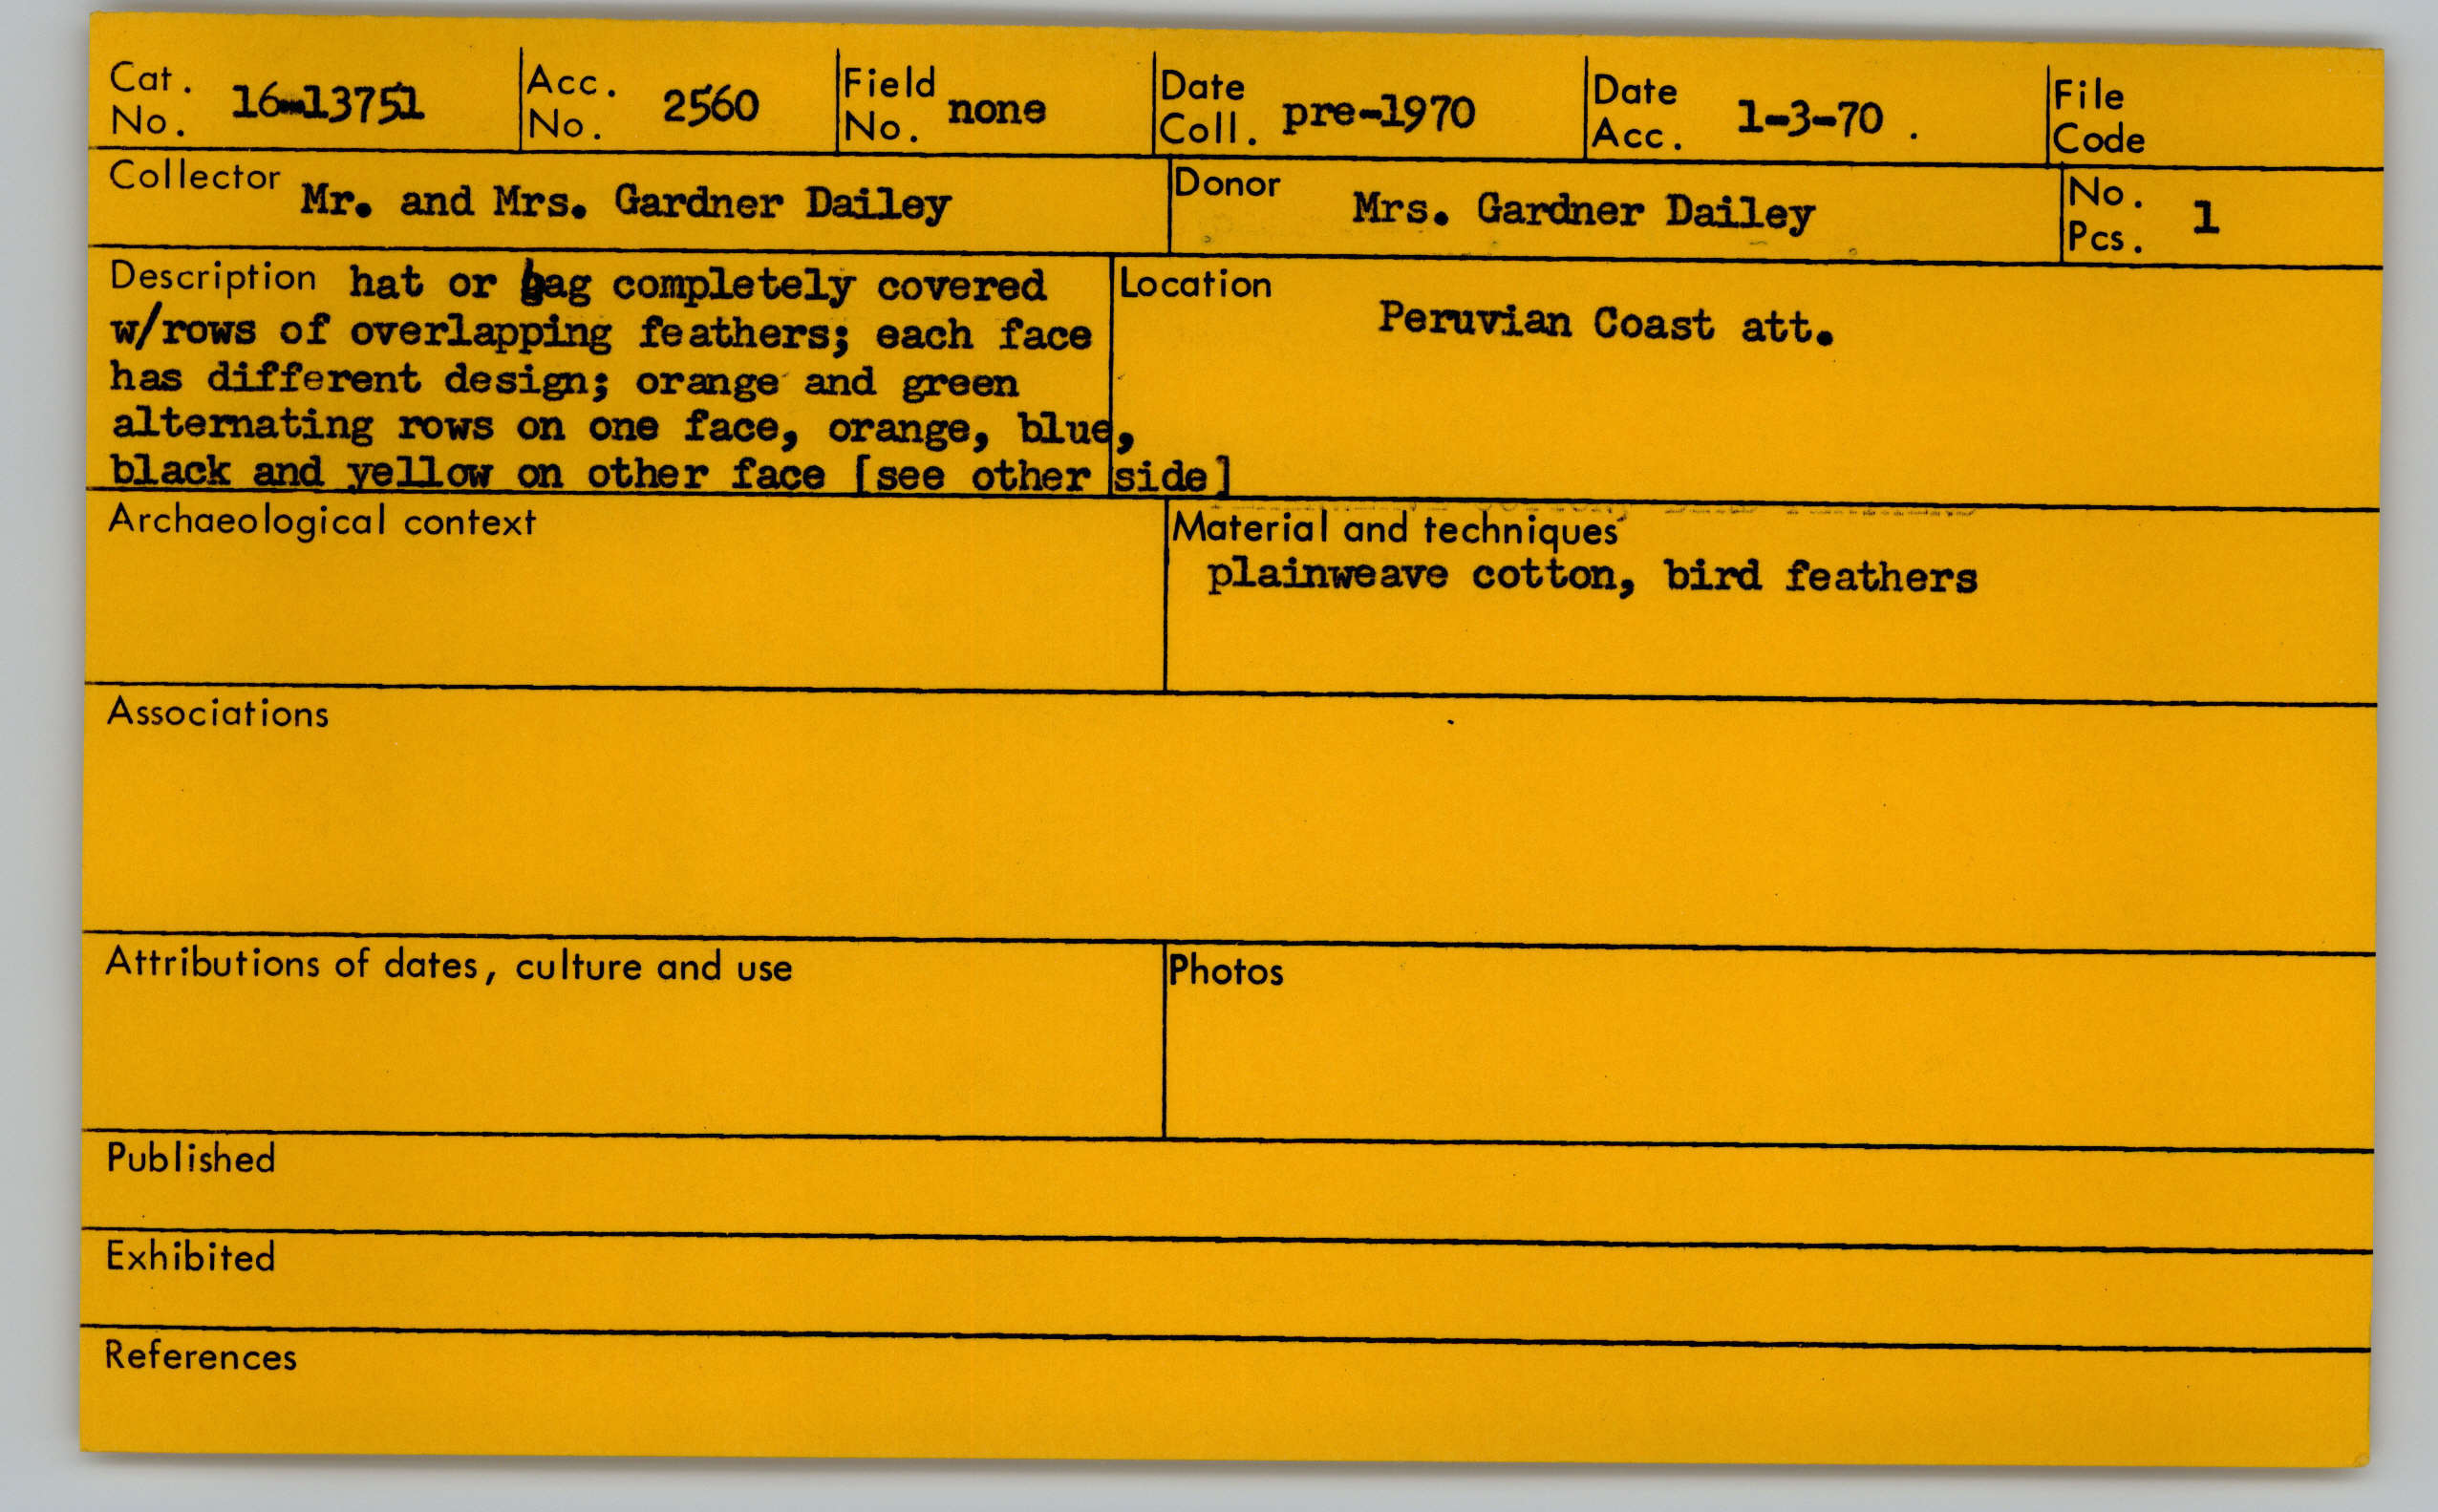 Cat. No. 16-13751 Acc. No. 2560 Field No. none Date Coll. pre-1970 Date Acc. 1-3-70 . File Code
Collector Mr. and Mrs. Gardner Dailey Donor Mrs. Gardner Dailey No. Pcs. 1
Description hat or bag completely covered
w/rows of overlapping feathers; each face
has different design; orange and green
alternating rows on one face, orange, blue,
black and yellow on other face [see other side]
Location
Peruvian Coast att.
Archaeological context
Material and techniques
plainweave cotton, bird feathers
Associations
Attributions of dates, culture and use
Photos
Published
Exhibited
References